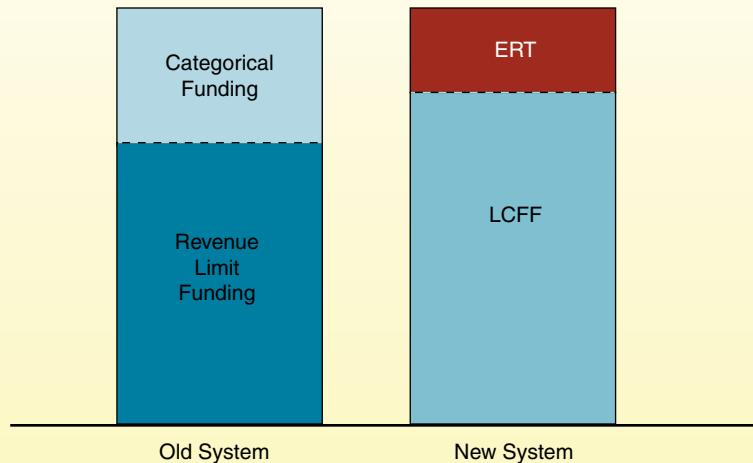 Categorical
Funding
Revenue
Limit
Funding
ERT
LCFF
Old System
New System